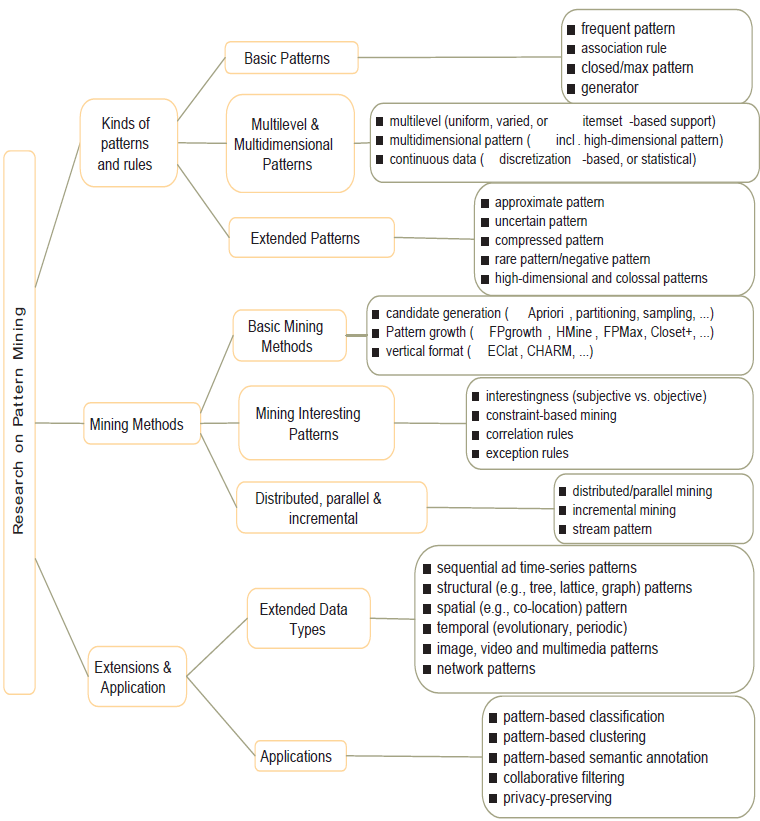 Research on Pattern Mining
Kinds of
patterns
and rules
Basic Patterns
■ frequent pattern
■ association rule
■ closed/max pattern
■ generator
Multilevel &
Multidimensional
Patterns
■ multilevel (uniform, varied, or itemset -based support)
■ multidimensional pattern ( incl . high-dimensional pattern)
■ continuous data ( discretization -based, or statistical)
Extended Patterns
■ approximate pattern
■ uncertain pattern
■ compressed pattern
■ rare pattern/negative pattern
■ high-dimensional and colossal patterns
Mining Methods
Basic Mining
Methods
■ candidate generation ( Apriori , partitioning, sampling, ...)
■ Pattern growth ( FPgrowth , HMine , FPMax, Closet+, ...)
■ vertical format ( EClat , CHARM, ...)
Mining Interesting
Patterns
■ interestingness (subjective vs. objective)
■ constraint-based mining
■ correlation rules
■ exception rules
Distributed, parallel &
incremental
■ distributed/parallel mining
■ incremental mining
■ stream pattern
Extensions &
Application
Extended Data
Types
■ sequential ad time-series patterns
■ structural (e.g., tree, lattice, graph) patterns
■ spatial (e.g., co-location) pattern
■ temporal (evolutionary, periodic)
■ image, video and multimedia patterns
■ network patterns
Applications
■ pattern-based classification
■ pattern-based clustering
■ pattern-based semantic annotation
■ collaborative filtering
■ privacy-preserving